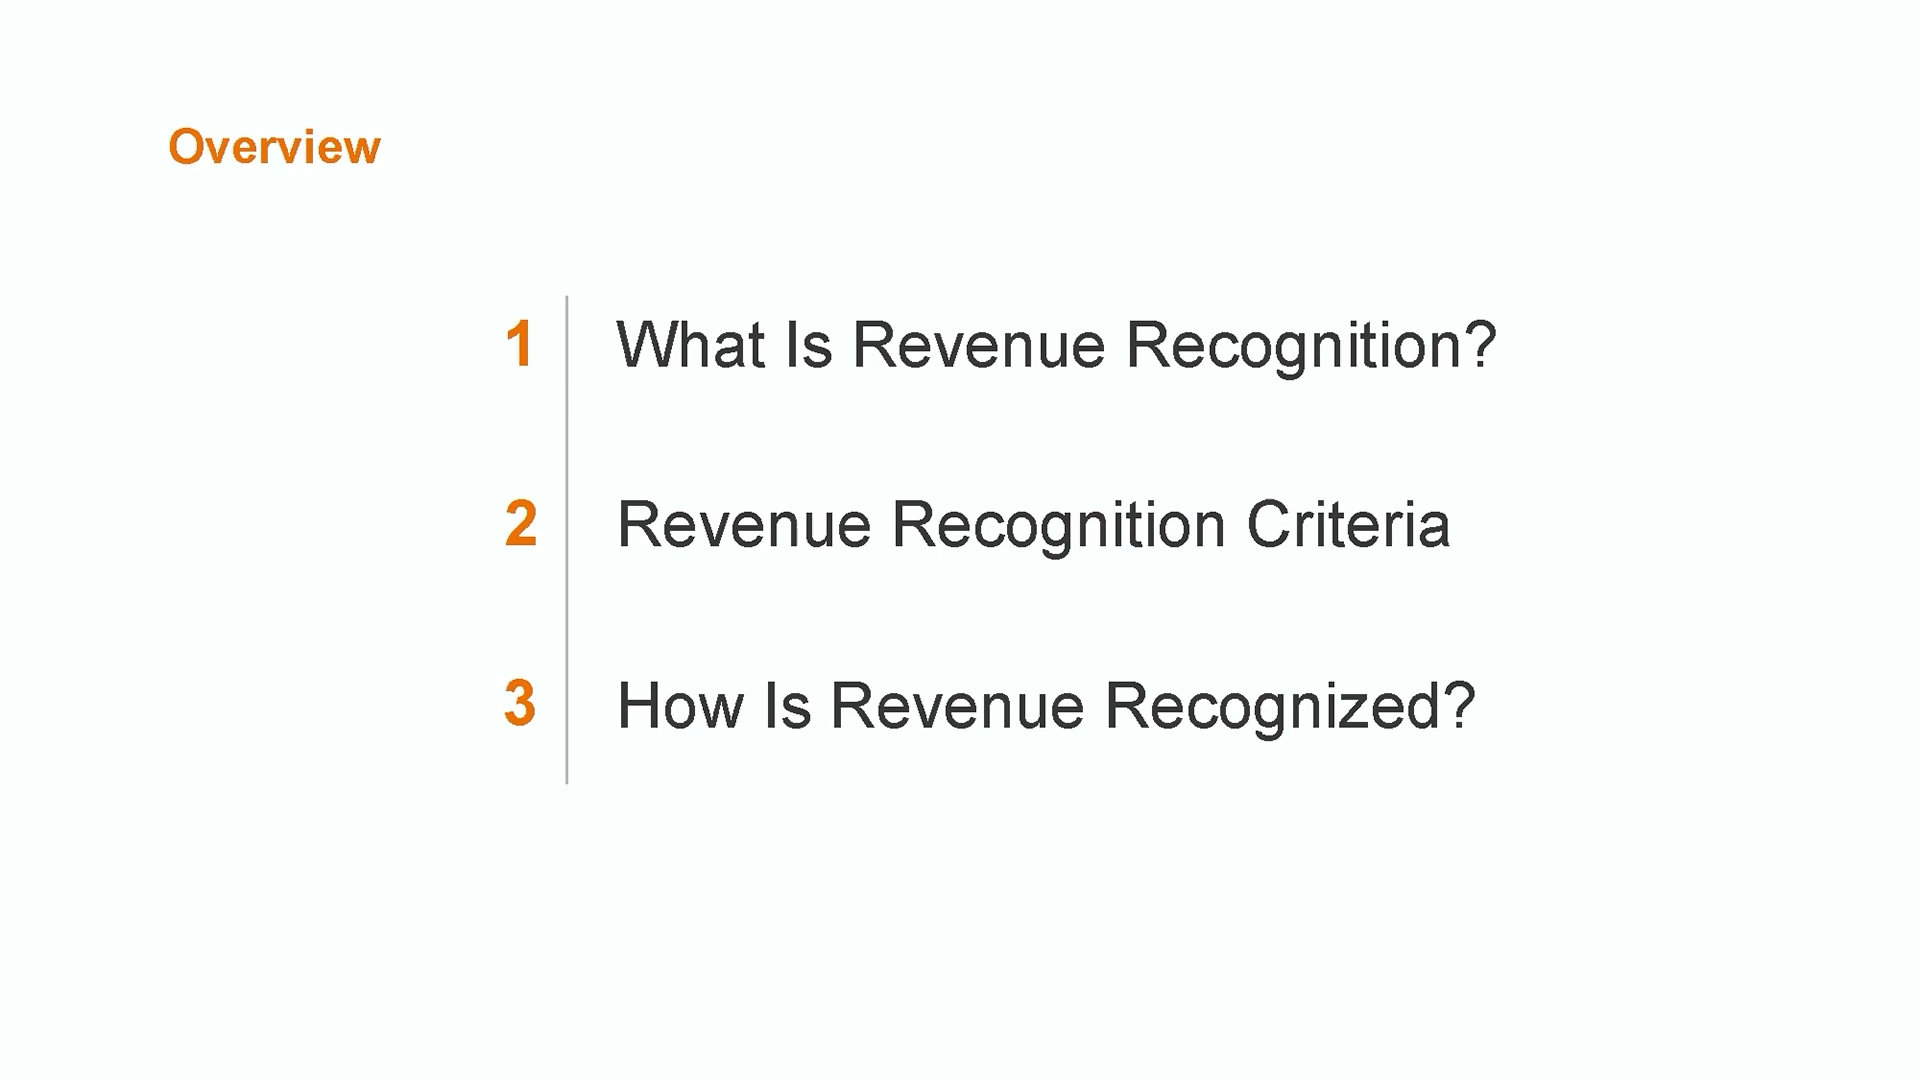 Overview
1 What Is Revenue Recognition?
2 Revenue Recognition Criteria
3 How Is Revenue Recognized?